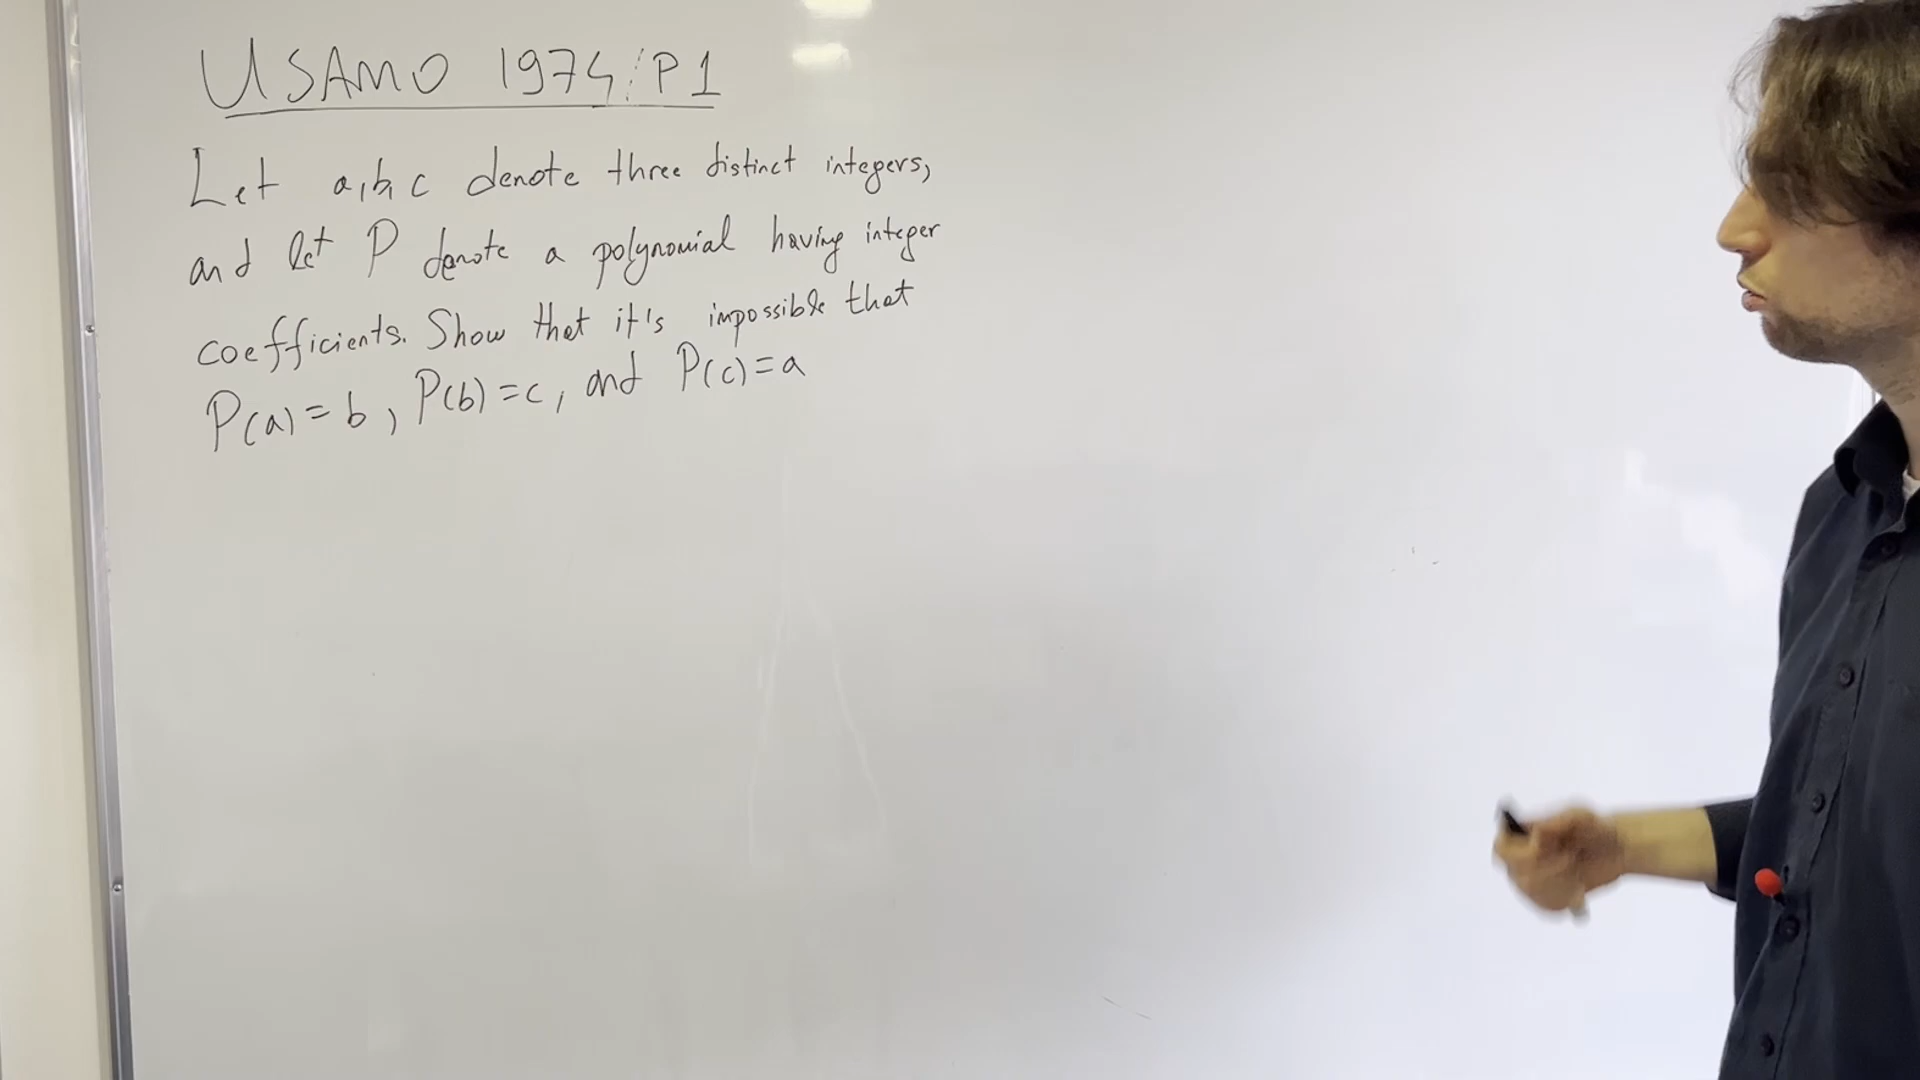 USAMO 1974/P1
Let a, b, c denote three distinct integers,
and let P denote a polynomial having integer
coefficients. Show that it's impossible that
P(a) = b, P(b) = c, and P(c) = a